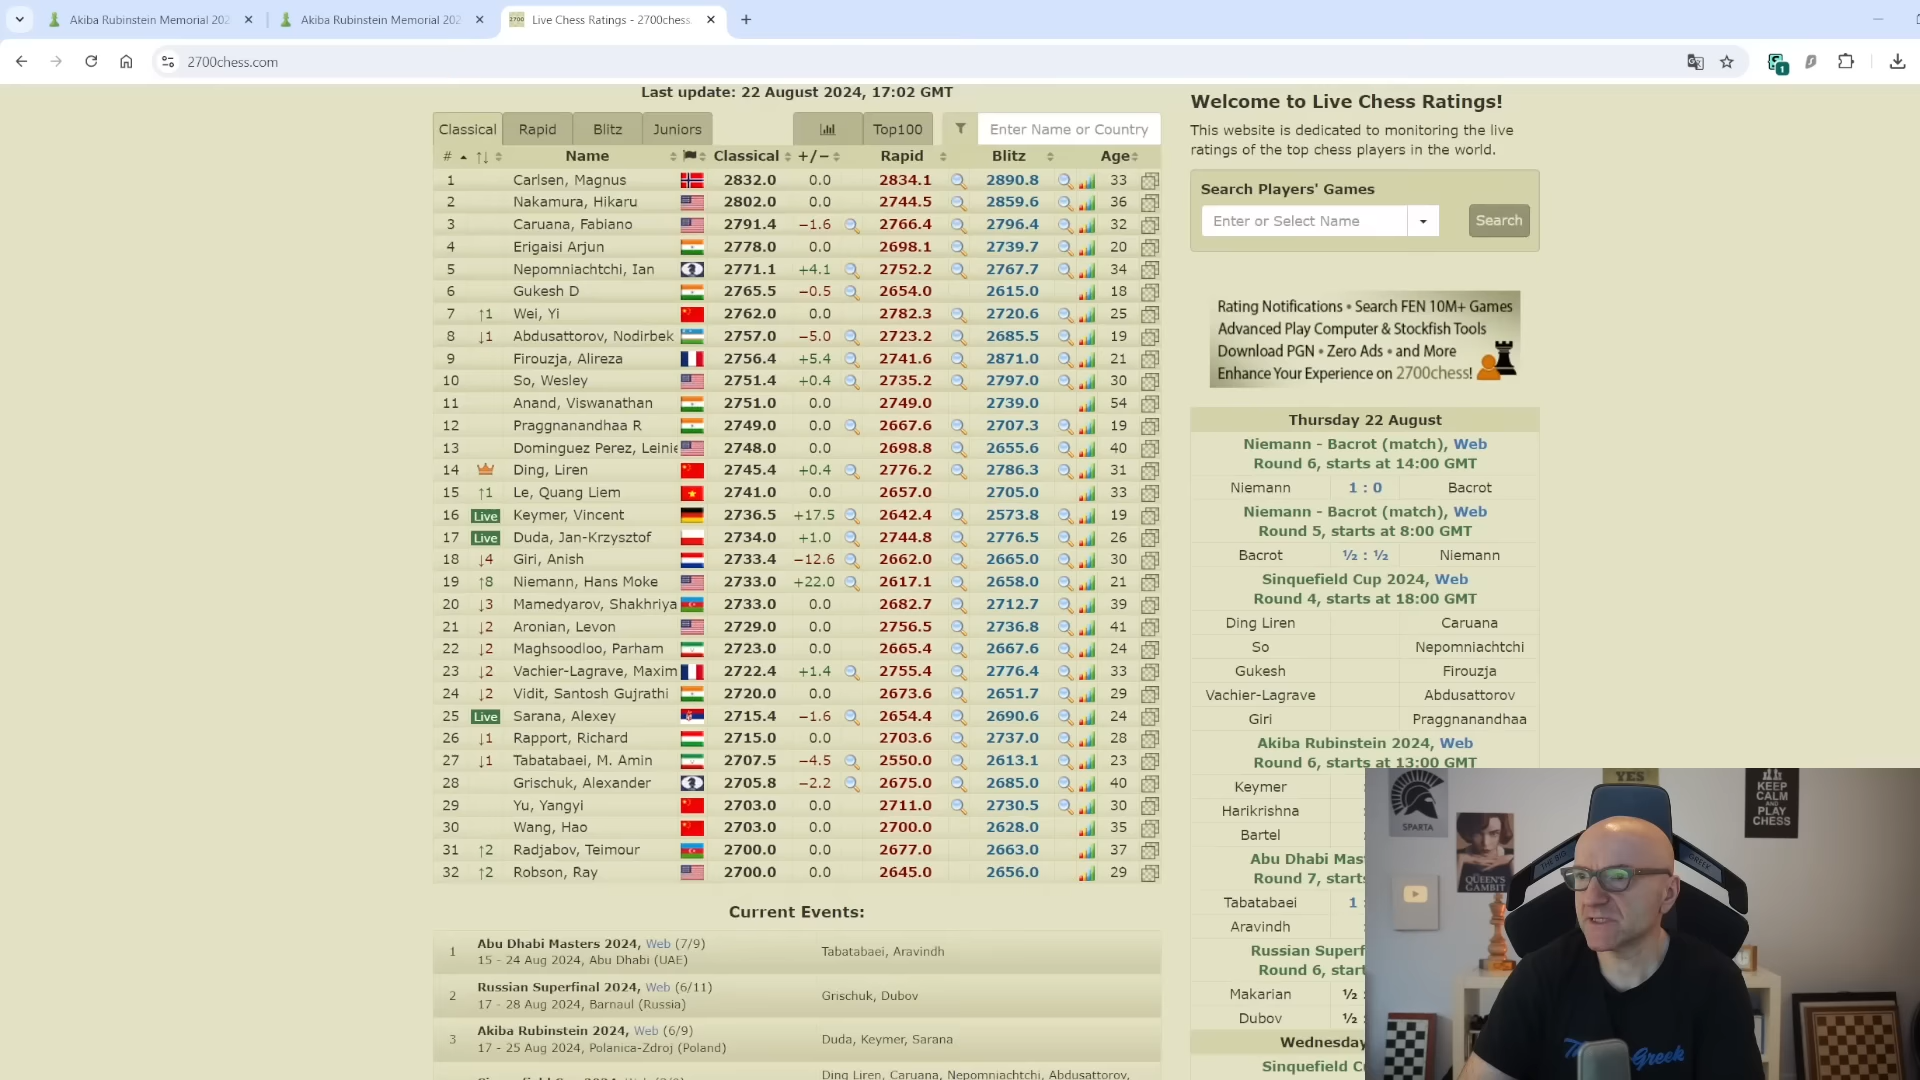 Akiba Rubinstein Memorial 202
Akiba Rubinstein Memorial 202
2700
Live Chess Ratings - 2700chess.
2700chess.com
1
Last update: 22 August 2024, 17:02 GMT
Classical Rapid Blitz Juniors Top100 Enter Name or Country
# ↑↓ Name Classical +/− Rapid Blitz Age
1 Carlsen, Magnus 2832.0 0.0 2834.1 2890.8 33
2 Nakamura, Hikaru 2802.0 0.0 2744.5 2859.6 36
3 Caruana, Fabiano 2791.4 −1.6 2766.4 2796.4 32
4 Erigaisi Arjun 2778.0 0.0 2698.1 2739.7 20
5 Nepomniachtchi, Ian 2771.1 +4.1 2752.2 2767.7 34
6 Gukesh D 2765.5 −0.5 2654.0 2615.0 18
7 ↑1 Wei, Yi 2762.0 0.0 2782.3 2720.6 25
8 ↓1 Abdusattorov, Nodirbek 2757.0 −5.0 2723.2 2685.5 19
9 Firouzja, Alireza 2756.4 +5.4 2741.6 2871.0 21
10 So, Wesley 2751.4 +0.4 2735.2 2797.0 30
11 Anand, Viswanathan 2751.0 0.0 2749.0 2739.0 54
12 Praggnanandhaa R 2749.0 0.0 2667.6 2707.3 19
13 Dominguez Perez, Leinie 2748.0 0.0 2698.8 2655.6 40
14 Ding, Liren 2745.4 +0.4 2776.2 2786.3 31
15 ↑1 Le, Quang Liem 2741.0 0.0 2657.0 2705.0 33
16 Live Keymer, Vincent 2736.5 +17.5 2642.4 2573.8 19
17 Live Duda, Jan-Krzysztof 2734.0 +1.0 2744.8 2776.5 26
18 ↓4 Giri, Anish 2733.4 −12.6 2662.0 2665.0 30
19 ↑8 Niemann, Hans Moke 2733.0 +22.0 2617.1 2658.0 21
20 ↓3 Mamedyarov, Shakhriya 2733.0 0.0 2682.7 2712.7 39
21 ↓2 Aronian, Levon 2729.0 0.0 2756.5 2736.8 41
22 ↓2 Maghsoodloo, Parham 2723.0 0.0 2665.4 2667.6 24
23 ↓2 Vachier-Lagrave, Maxim 2722.4 +1.4 2755.4 2776.4 33
24 ↓2 Vidit, Santosh Gujrathi 2720.0 0.0 2673.6 2651.7 29
25 Live Sarana, Alexey 2715.4 −1.6 2654.4 2690.6 24
26 ↓1 Rapport, Richard 2715.0 0.0 2703.6 2737.0 28
27 ↓1 Tabatabaei, M. Amin 2707.5 −4.5 2550.0 2613.1 23
28 Grischuk, Alexander 2705.8 −2.2 2675.0 2685.0 40
29 Yu, Yangyi 2703.0 0.0 2711.0 2730.5 30
30 Wang, Hao 2703.0 0.0 2700.0 2628.0 35
31 ↑2 Radjabov, Teimour 2700.0 0.0 2677.0 2663.0 37
32 ↑2 Robson, Ray 2700.0 0.0 2645.0 2656.0 29
Current Events:
1 Abu Dhabi Masters 2024, Web (7/9) Tabatabaei, Aravindh
15 - 24 Aug 2024, Abu Dhabi (UAE)
2 Russian Superfinal 2024, Web (6/11) Grischuk, Dubov
17 - 28 Aug 2024, Barnaul (Russia)
3 Akiba Rubinstein 2024, Web (6/9) Duda, Keymer, Sarana
17 - 25 Aug 2024, Polanica-Zdroj (Poland)
Ding Liren, Caruana, Nepomniachtchi, Abdusattorov,
Welcome to Live Chess Ratings!
This website is dedicated to monitoring the live
ratings of the top chess players in the world.
Search Players' Games
Enter or Select Name Search
Rating Notifications • Search FEN 10M+ Games
Advanced Play Computer & Stockfish Tools
Download PGN • Zero Ads • and More
Enhance Your Experience on 2700chess!
Thursday 22 August
Niemann - Bacrot (match), Web
Round 6, starts at 14:00 GMT
Niemann 1 : 0 Bacrot
Niemann - Bacrot (match), Web
Round 5, starts at 8:00 GMT
Bacrot ½ : ½ Niemann
Sinquefield Cup 2024, Web
Round 4, starts at 18:00 GMT
Ding Liren Caruana
So Nepomniachtchi
Gukesh Firouzja
Vachier-Lagrave Abdusattorov
Giri Praggnanandhaa
Akiba Rubinstein 2024, Web
Round 6, starts at 13:00 GMT
Keymer
Harikrishna
Bartel
Abu Dhabi Mas
Round 7, start
Tabatabaei 1
Aravindh
Russian Superf
Round 6, start
Makarian ½
Dubov ½
Wednesday
Sinquefield C
YES
SPARTA
THE QUEEN'S GAMBIT
KEEP
CALM
AND
PLAY
CHESS
THE BIG GREEK
Greek